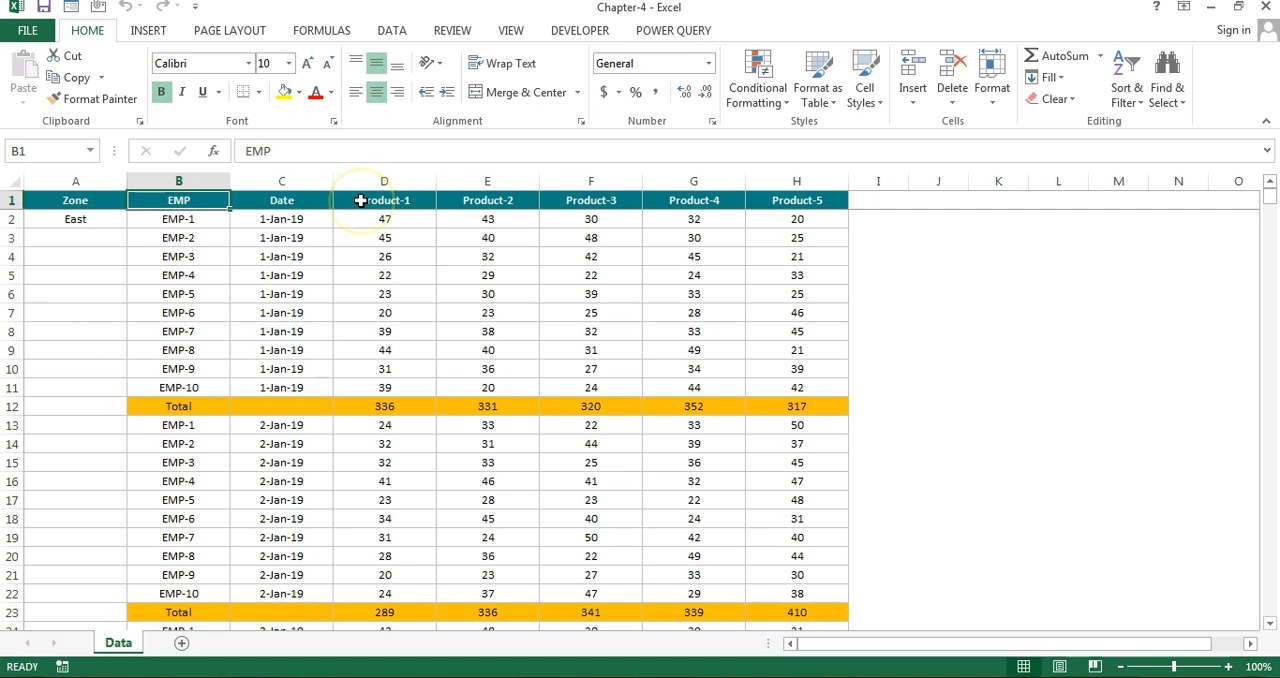 Chapter-4 - Excel
?
FILE HOME INSERT PAGE LAYOUT FORMULAS DATA REVIEW VIEW DEVELOPER POWER QUERY Sign in
Cut
Copy
Format Painter
Paste
Clipboard
Calibri 10
B I U
Font
Wrap Text
Merge & Center
Alignment
General
$ % ,
Number
Conditional Formatting
Format as Table
Cell Styles
Styles
Insert Delete Format
Cells
AutoSum
Fill
Clear
Sort & Filter
Find & Select
Editing
B1 fx EMP
A B C D E F G H I J K L M N O
1 Zone EMP Date Product-1 Product-2 Product-3 Product-4 Product-5
2 East EMP-1 1-Jan-19 47 43 30 32 20
3 EMP-2 1-Jan-19 45 40 48 30 25
4 EMP-3 1-Jan-19 26 32 42 45 21
5 EMP-4 1-Jan-19 22 29 22 24 33
6 EMP-5 1-Jan-19 23 30 39 33 25
7 EMP-6 1-Jan-19 20 23 25 28 46
8 EMP-7 1-Jan-19 39 38 32 33 45
9 EMP-8 1-Jan-19 44 40 31 49 21
10 EMP-9 1-Jan-19 31 36 27 34 39
11 EMP-10 1-Jan-19 39 20 24 44 42
12 Total 336 331 320 352 317
13 EMP-1 2-Jan-19 24 33 22 33 50
14 EMP-2 2-Jan-19 32 31 44 39 37
15 EMP-3 2-Jan-19 32 33 25 36 45
16 EMP-4 2-Jan-19 41 46 41 32 47
17 EMP-5 2-Jan-19 23 28 23 22 48
18 EMP-6 2-Jan-19 34 45 40 24 31
19 EMP-7 2-Jan-19 31 24 50 42 40
20 EMP-8 2-Jan-19 28 36 22 49 44
21 EMP-9 2-Jan-19 20 23 27 33 30
22 EMP-10 2-Jan-19 24 37 47 29 38
23 Total 289 336 341 339 410
Data
READY 100%